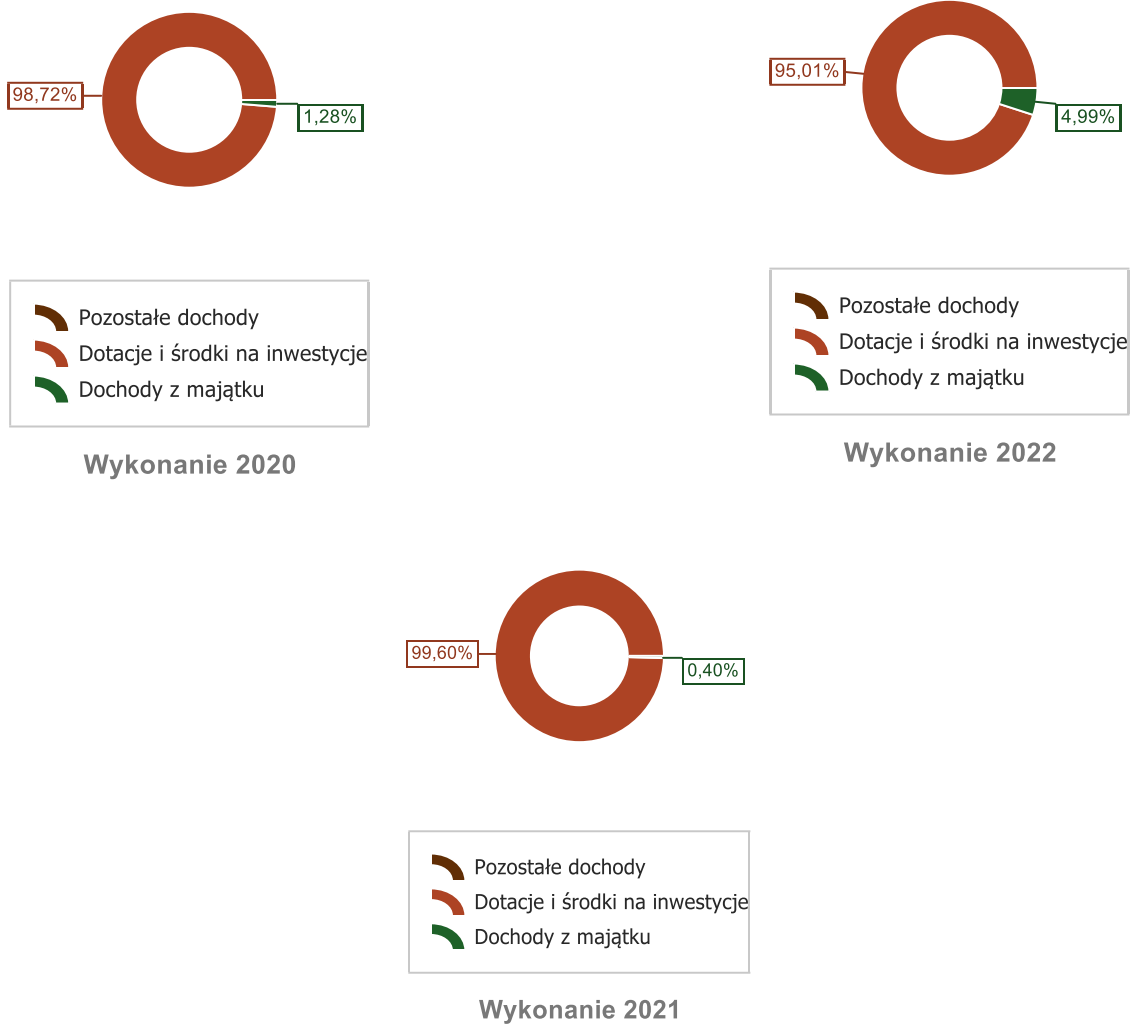 98,72%
1,28%
Pozostałe dochody
Dotacje i środki na inwestycje
Dochody z majątku
Wykonanie 2020
95,01%
4,99%
Pozostałe dochody
Dotacje i środki na inwestycje
Dochody z majątku
Wykonanie 2022
99,60%
0,40%
Pozostałe dochody
Dotacje i środki na inwestycje
Dochody z majątku
Wykonanie 2021